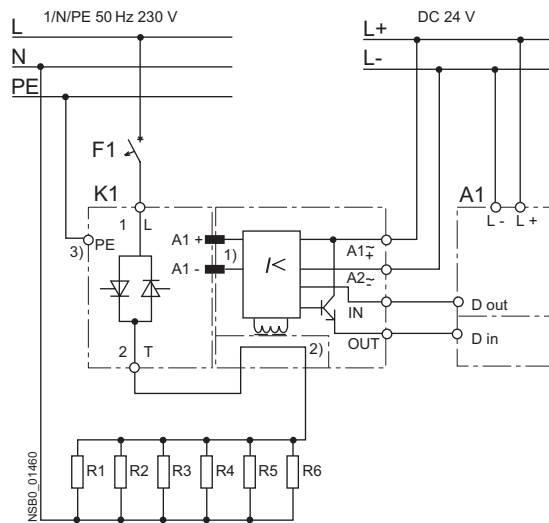 1/N/PE 50 Hz 230 V
DC 24 V
L
N
PE
L+
L-
F1
K1
A1
1 L
L - L +
3) PE
A1 +
A1 -
1)
I<
A1 ~ +
A2 ~ -
IN
D out
2 T
2)
OUT
D in
R1 R2 R3 R4 R5 R6
NSB0_01460